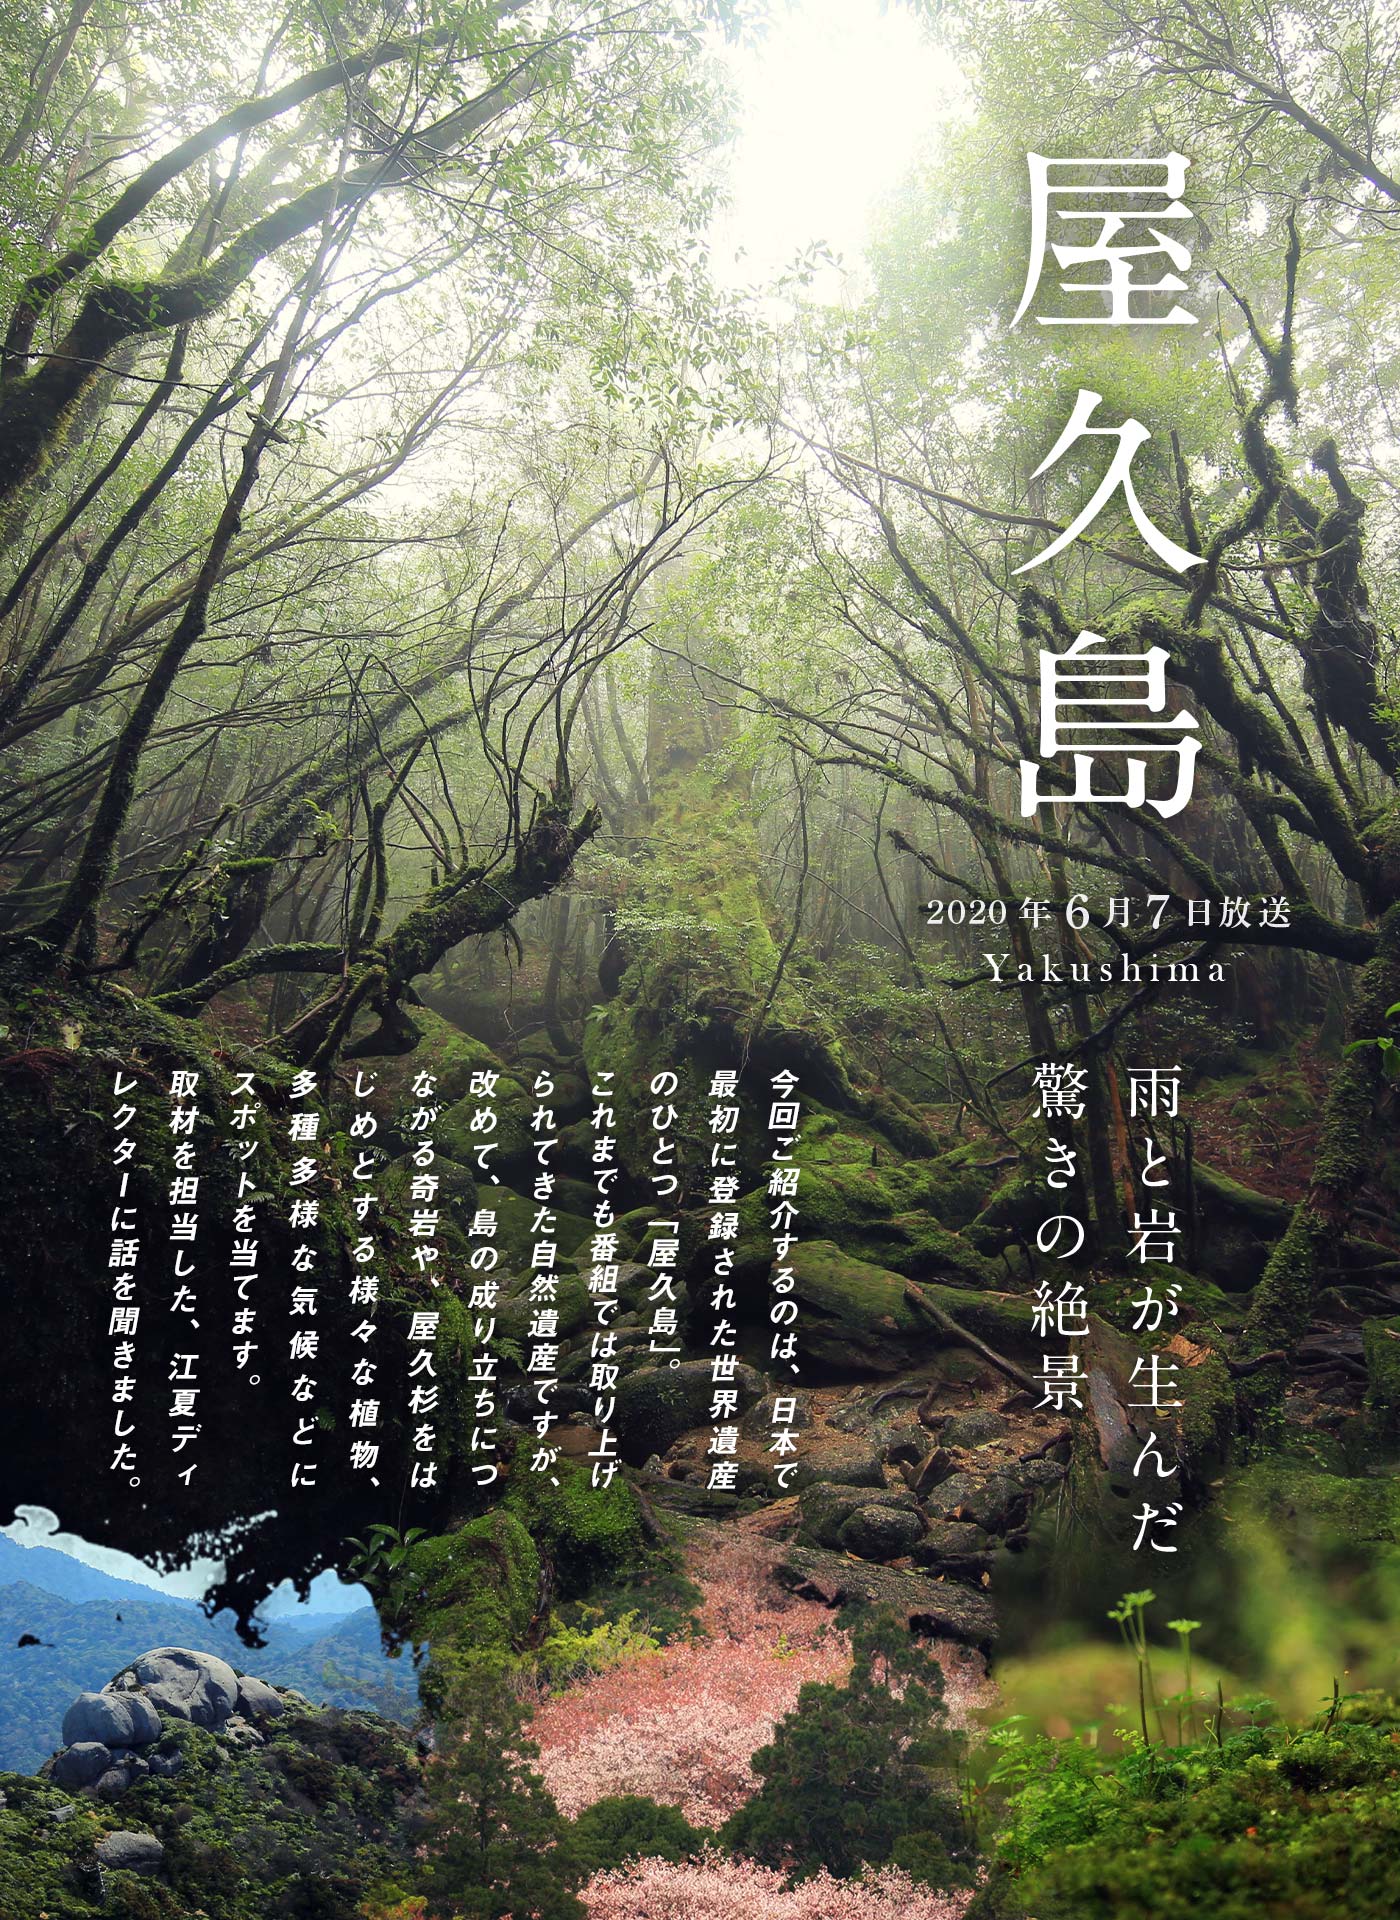 屋久島
2020年6月7日放送
Yakushima
雨と岩が生んだ
驚きの絶景
今回ご紹介するのは、日本で
最初に登録された世界遺産
のひとつ「屋久島」。
これまでも番組では取り上げ
られてきた自然遺産ですが、
改めて、島の成り立ちにつ
ながる奇岩や、屋久杉をは
じめとする様々な植物、
多種多様な気候などに
スポットを当てます。
取材を担当した、江夏ディ
レクターに話を聞きました。